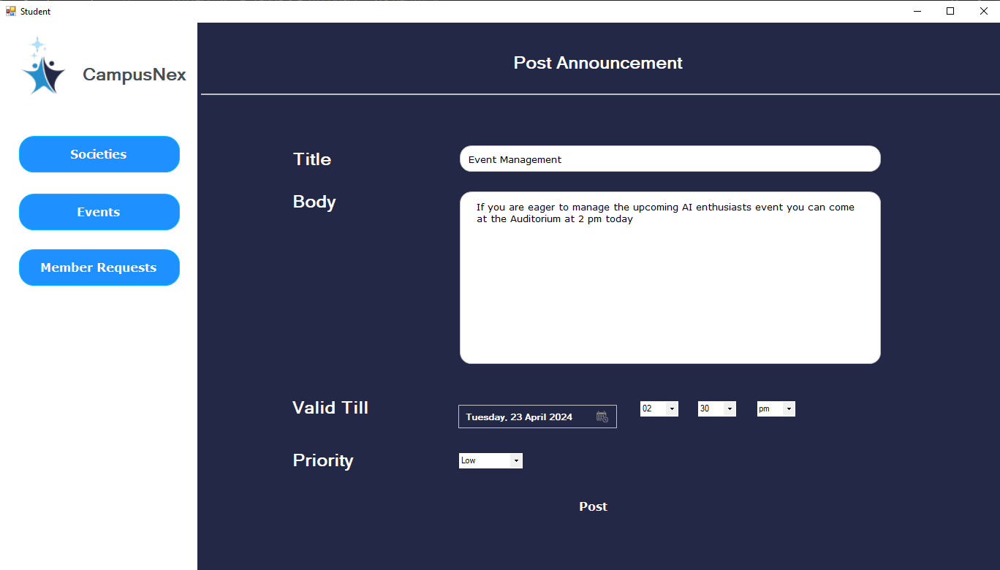 Student
CampusNex
Societies
Events
Member Requests
Post Announcement
Title
Event Management
Body
If you are eager to manage the upcoming AI enthusiasts event you can come
at the Auditorium at 2 pm today
Valid Till
Tuesday, 23 April 2024
02
30
pm
Priority
Low
Post